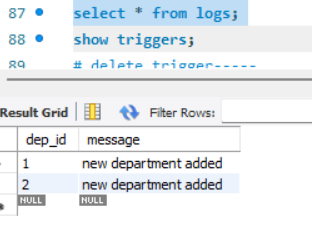 87 select * from logs;
88 show triggers;
89 # delete trigger-----
Result Grid Filter Rows:
dep_id message
1 new department added
2 new department added
NULL NULL